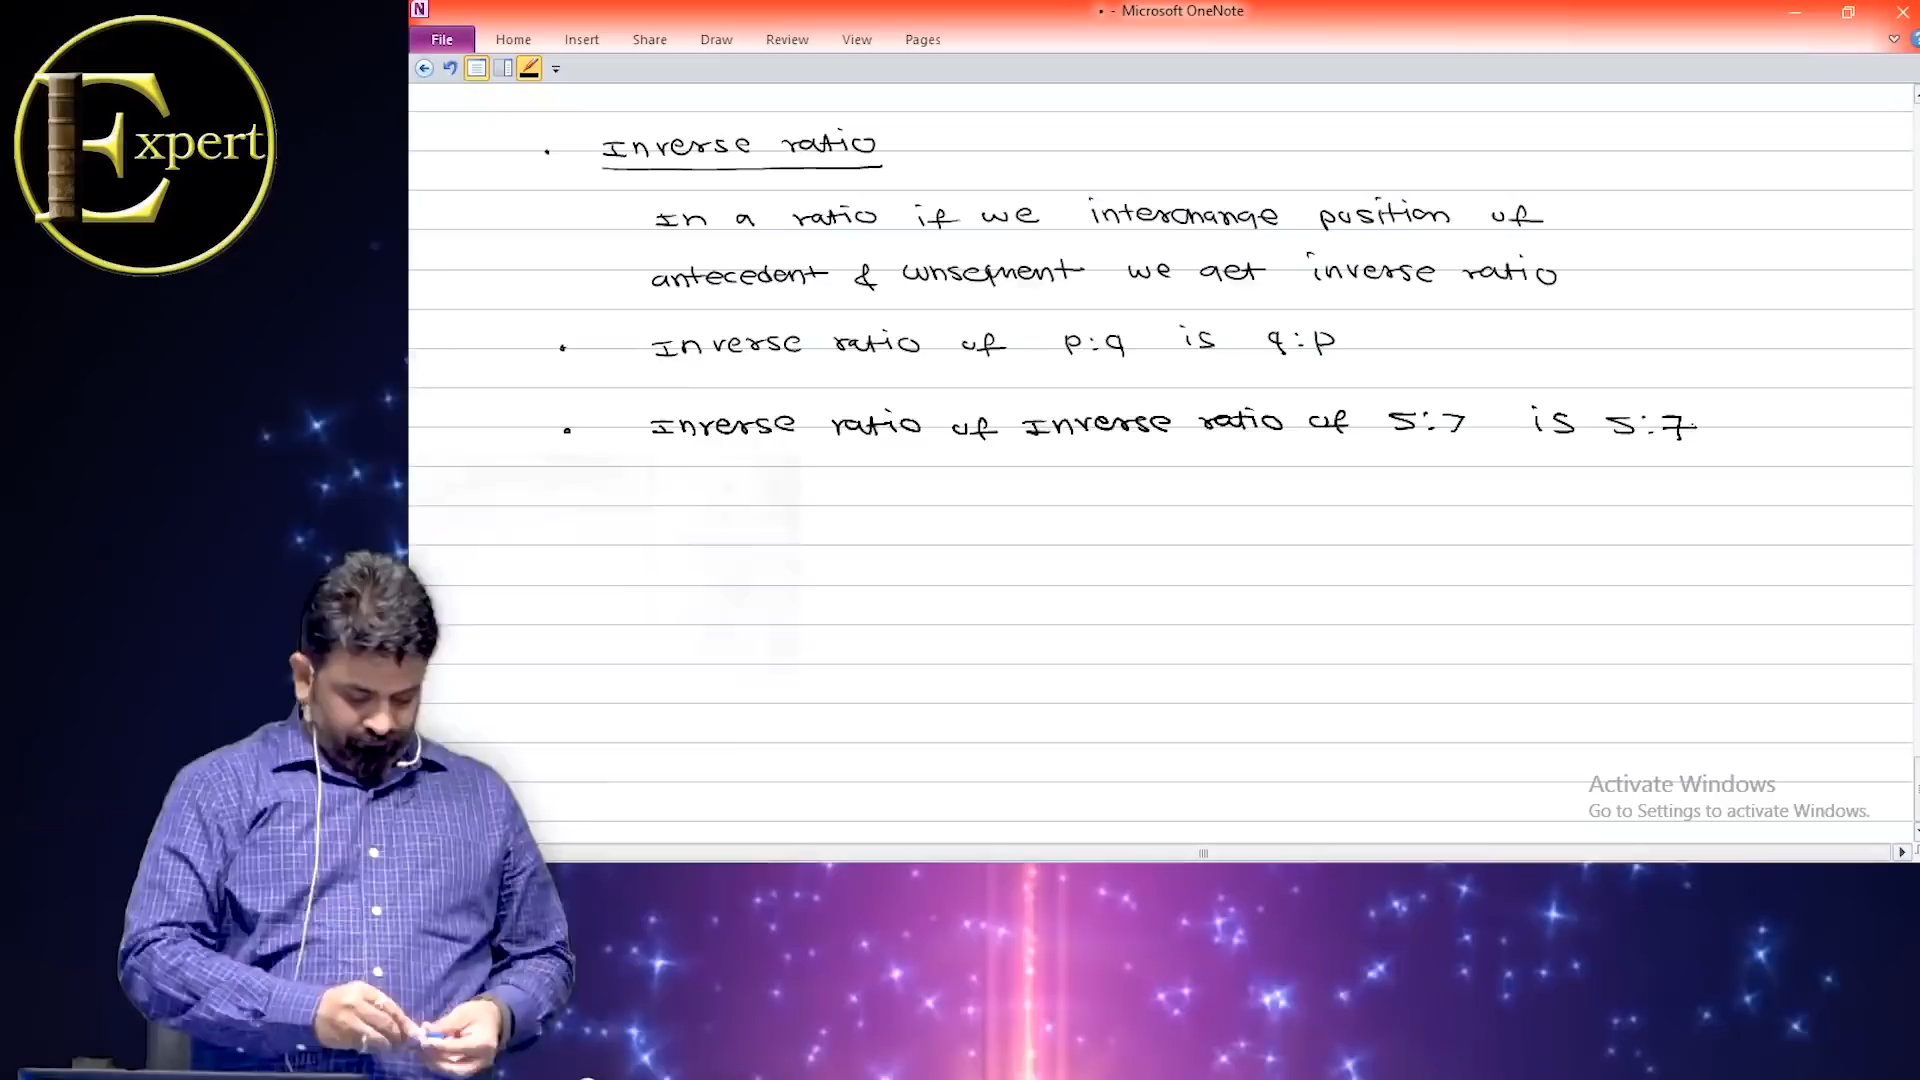 Expert
N
• - Microsoft OneNote
File Home Insert Share Draw Review View Pages
• Inverse ratio
In a ratio if we interchange position of
antecedent & consequent we get inverse ratio
• Inverse ratio of p:q is q:p
• Inverse ratio of Inverse ratio of 5:7 is 5:7
Activate Windows
Go to Settings to activate Windows.